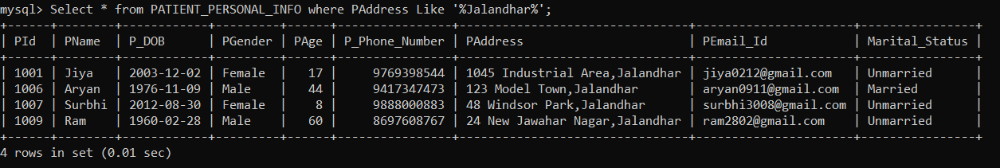 mysql> Select * from PATIENT_PERSONAL_INFO where PAddress Like '%Jalandhar%';
+------+--------+------------+---------+------+----------------+--------------------------------+-----------------------+----------------+
| PId  | PName  | P_DOB      | PGender | PAge | P_Phone_Number | PAddress                       | PEmail_Id             | Marital_Status |
+------+--------+------------+---------+------+----------------+--------------------------------+-----------------------+----------------+
| 1001 | Jiya   | 2003-12-02 | Female  |   17 |     9769398544 | 1045 Industrial Area,Jalandhar | jiya0212@gmail.com    | Unmarried      |
| 1006 | Aryan  | 1976-11-09 | Male    |   44 |     9417347473 | 123 Model Town,Jalandhar       | aryan0911@gmail.com   | Married        |
| 1007 | Surbhi | 2012-08-30 | Female  |    8 |     9888000883 | 48 Windsor Park,Jalandhar      | surbhi3008@gmail.com  | Unmarried      |
| 1009 | Ram    | 1960-02-28 | Male    |   60 |     8697608767 | 24 New Jawahar Nagar,Jalandhar | ram2802@gmail.com     | Unmarried      |
+------+--------+------------+---------+------+----------------+--------------------------------+-----------------------+----------------+
4 rows in set (0.01 sec)